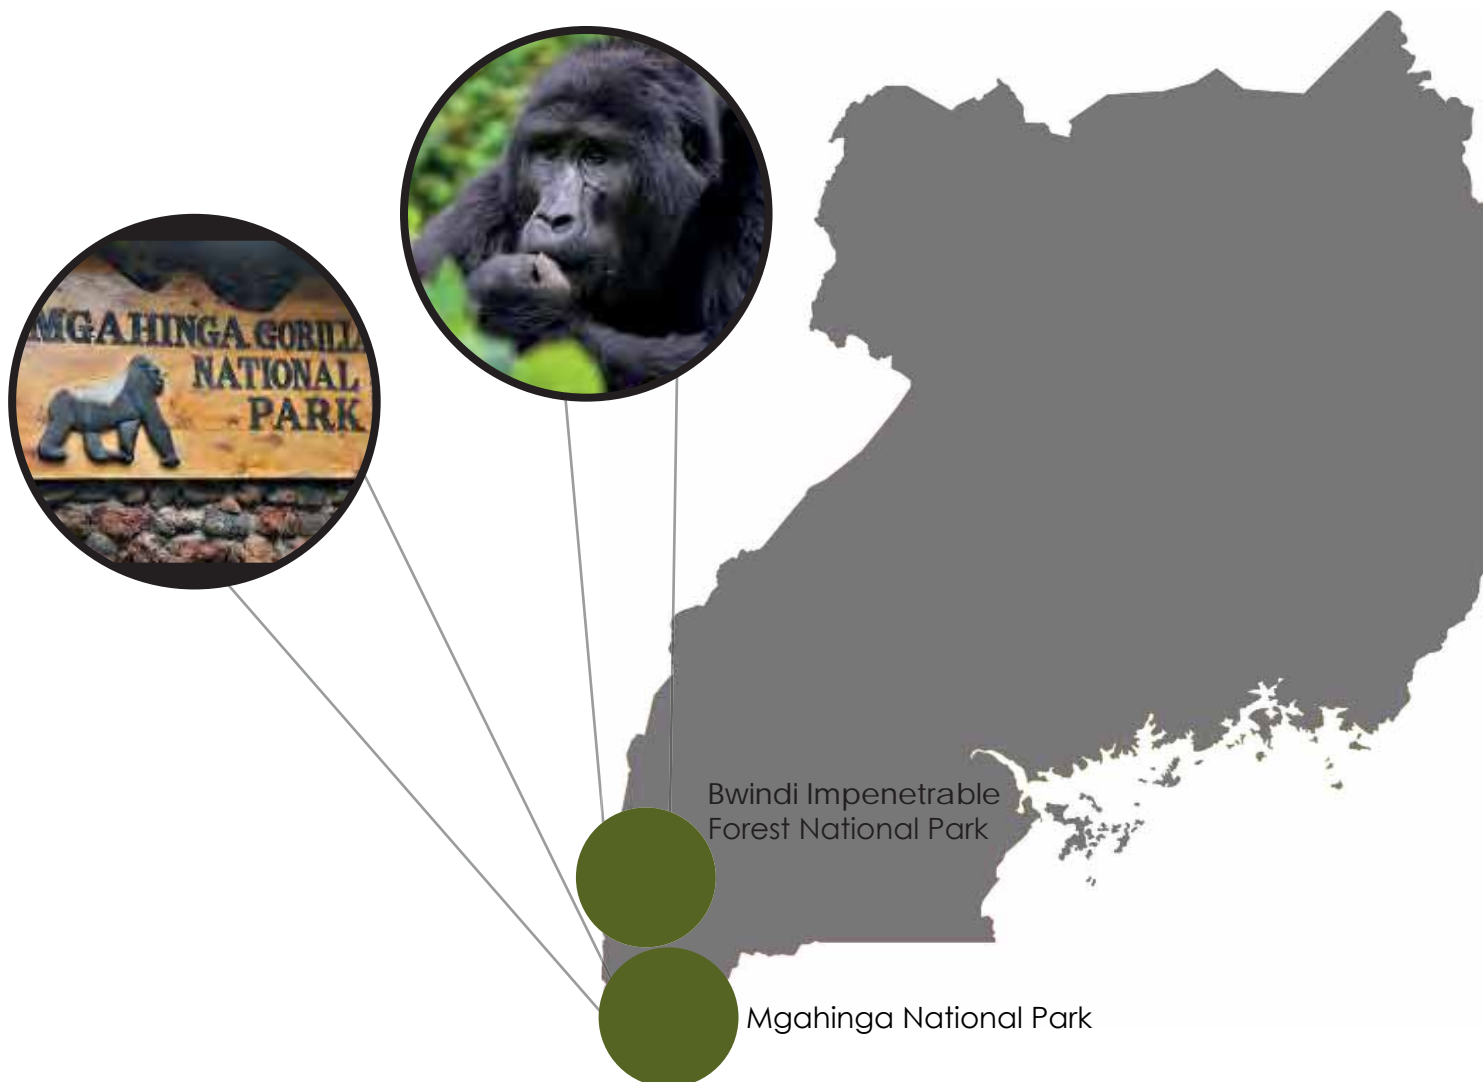 MGAHINGA GORILLA
NATIONAL
PARK
Bwindi Impenetrable
Forest National Park
Mgahinga National Park